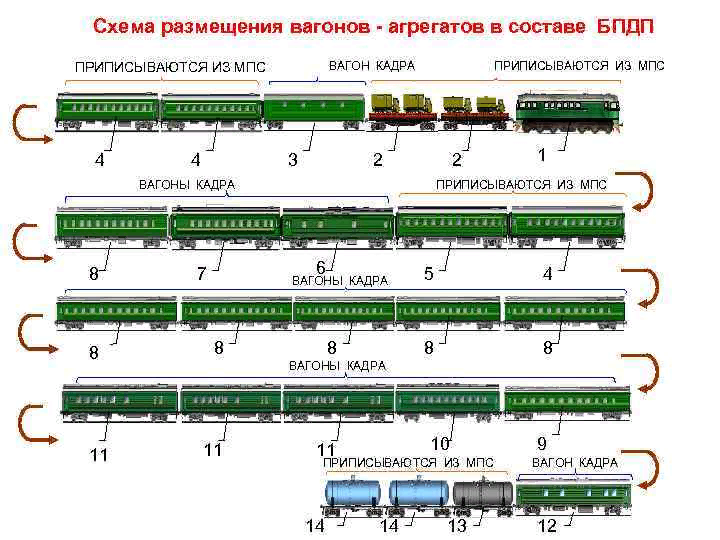 Схема размещения вагонов - агрегатов в составе БПДП
ПРИПИСЫВАЮТСЯ ИЗ МПС ВАГОН КАДРА ПРИПИСЫВАЮТСЯ ИЗ МПС
4 4 3 2 2 1
ВАГОНЫ КАДРА ПРИПИСЫВАЮТСЯ ИЗ МПС
8 7 6 5 4
ВАГОНЫ КАДРА
8 8 8 8 8
ВАГОНЫ КАДРА
11 11 11 10 9
ПРИПИСЫВАЮТСЯ ИЗ МПС ВАГОН КАДРА
14 14 13 12